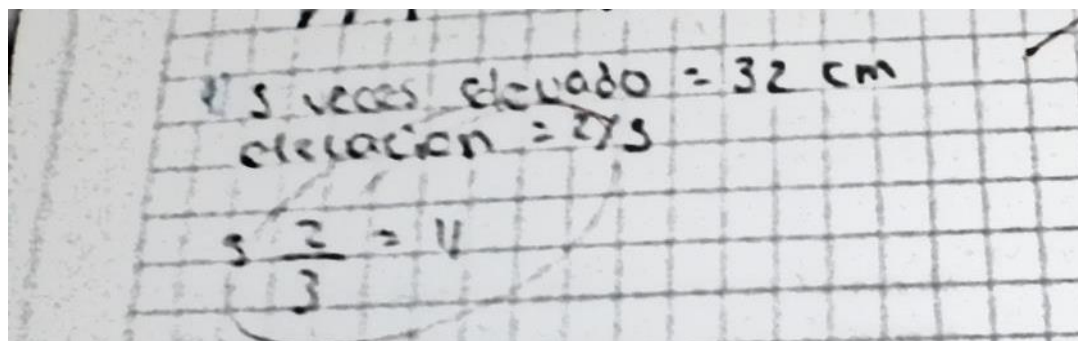 5 veces elevado = 32 cm
elevacion = 2/5
5 2/3 = 4